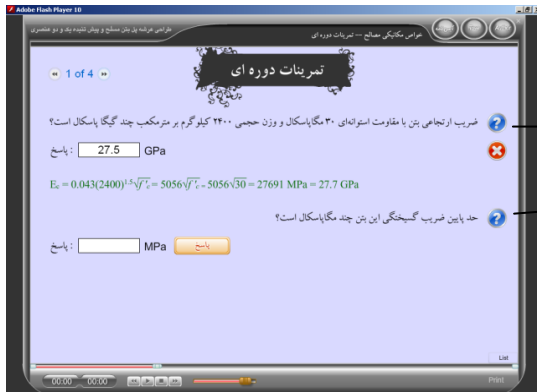 Adobe Flash Player 10
طراحی عرشه پل بتن مسلح و پیش تنیده یک و دو عنصری
خواص مکانیکی مصالح --- تمرینات دوره ای
تمرینات دوره ای
1 of 4
ضریب ارتجاعی بتن با مقاومت استوانه‌ای ۳۰ مگاپاسکال و وزن حجمی ۲۴۰۰ کیلوگرم بر مترمکعب چند گیگا پاسکال است؟
پاسخ : 27.5 GPa
E꜀ = 0.043(2400)¹·⁵√f'꜀ = 5056√f'꜀ = 5056√30 = 27691 MPa = 27.7 GPa
حد پایین ضریب گسیختگی این بتن چند مگاپاسکال است؟
پاسخ : MPa پاسخ
List
00:00 00:00 Print